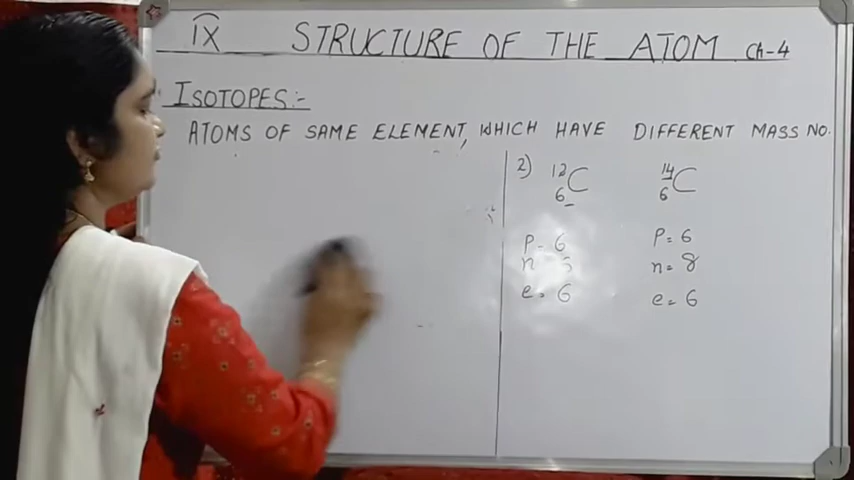 IX STRUCTURE OF THE ATOM Ch-4
ISOTOPES:-
ATOMS OF SAME ELEMENT, WHICH HAVE DIFFERENT MASS NO.
2) 12 6 C 14 6 C
P- 6 P= 6
n n= 8
e= 6 e= 6